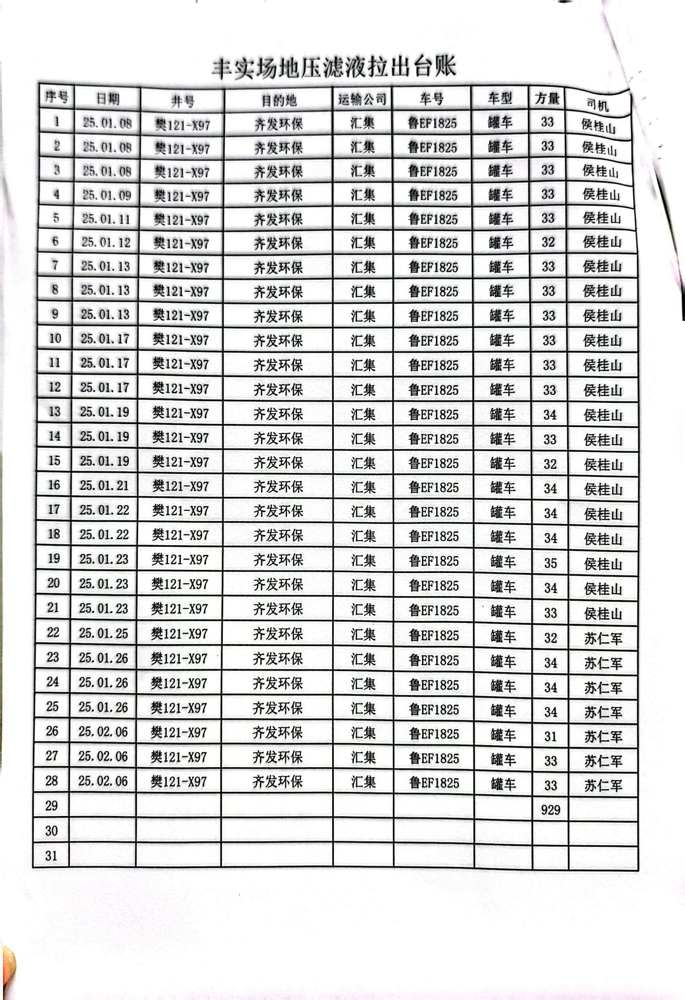 丰实场地压滤液拉出台账
序号 日期 井号 目的地 运输公司 车号 车型 方量 司机
1 25.01.08 樊121-X97 齐发环保 汇集 鲁EF1825 罐车 33 侯桂山
2 25.01.08 樊121-X97 齐发环保 汇集 鲁EF1825 罐车 33 侯桂山
3 25.01.08 樊121-X97 齐发环保 汇集 鲁EF1825 罐车 33 侯桂山
4 25.01.09 樊121-X97 齐发环保 汇集 鲁EF1825 罐车 33 侯桂山
5 25.01.11 樊121-X97 齐发环保 汇集 鲁EF1825 罐车 33 侯桂山
6 25.01.12 樊121-X97 齐发环保 汇集 鲁EF1825 罐车 32 侯桂山
7 25.01.13 樊121-X97 齐发环保 汇集 鲁EF1825 罐车 33 侯桂山
8 25.01.13 樊121-X97 齐发环保 汇集 鲁EF1825 罐车 33 侯桂山
9 25.01.13 樊121-X97 齐发环保 汇集 鲁EF1825 罐车 33 侯桂山
10 25.01.17 樊121-X97 齐发环保 汇集 鲁EF1825 罐车 33 侯桂山
11 25.01.17 樊121-X97 齐发环保 汇集 鲁EF1825 罐车 33 侯桂山
12 25.01.17 樊121-X97 齐发环保 汇集 鲁EF1825 罐车 33 侯桂山
13 25.01.19 樊121-X97 齐发环保 汇集 鲁EF1825 罐车 34 侯桂山
14 25.01.19 樊121-X97 齐发环保 汇集 鲁EF1825 罐车 33 侯桂山
15 25.01.19 樊121-X97 齐发环保 汇集 鲁EF1825 罐车 32 侯桂山
16 25.01.21 樊121-X97 齐发环保 汇集 鲁EF1825 罐车 34 侯桂山
17 25.01.22 樊121-X97 齐发环保 汇集 鲁EF1825 罐车 34 侯桂山
18 25.01.22 樊121-X97 齐发环保 汇集 鲁EF1825 罐车 34 侯桂山
19 25.01.23 樊121-X97 齐发环保 汇集 鲁EF1825 罐车 35 侯桂山
20 25.01.23 樊121-X97 齐发环保 汇集 鲁EF1825 罐车 34 侯桂山
21 25.01.23 樊121-X97 齐发环保 汇集 鲁EF1825 罐车 33 侯桂山
22 25.01.25 樊121-X97 齐发环保 汇集 鲁EF1825 罐车 32 苏仁军
23 25.01.26 樊121-X97 齐发环保 汇集 鲁EF1825 罐车 34 苏仁军
24 25.01.26 樊121-X97 齐发环保 汇集 鲁EF1825 罐车 34 苏仁军
25 25.01.26 樊121-X97 齐发环保 汇集 鲁EF1825 罐车 34 苏仁军
26 25.02.06 樊121-X97 齐发环保 汇集 鲁EF1825 罐车 31 苏仁军
27 25.02.06 樊121-X97 齐发环保 汇集 鲁EF1825 罐车 33 苏仁军
28 25.02.06 樊121-X97 齐发环保 汇集 鲁EF1825 罐车 33 苏仁军
29 929
30
31